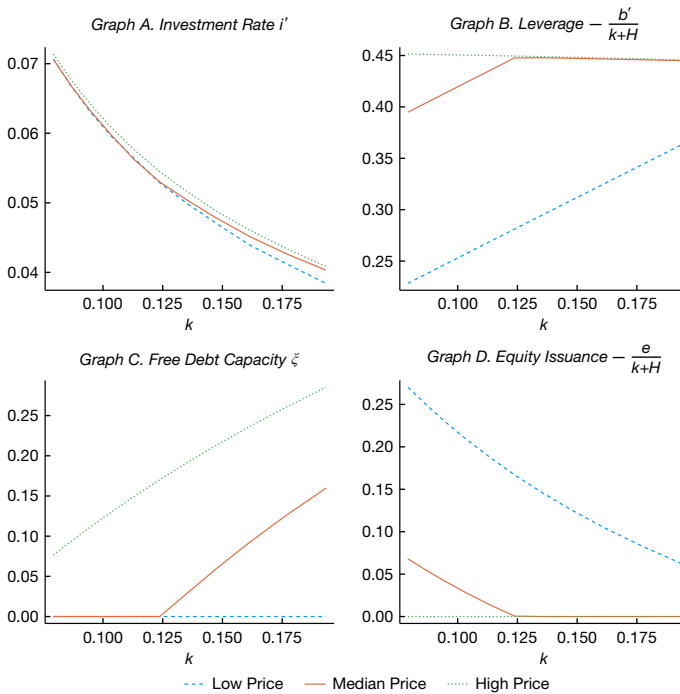 Graph A. Investment Rate i′
0.07
0.06
0.05
0.04
0.100 0.125 0.150 0.175
k
Graph B. Leverage — b′/k+H
0.45
0.40
0.35
0.30
0.25
0.100 0.125 0.150 0.175
k
Graph C. Free Debt Capacity ξ
0.25
0.20
0.15
0.10
0.05
0.00
0.100 0.125 0.150 0.175
k
Graph D. Equity Issuance — e/k+H
0.25
0.20
0.15
0.10
0.05
0.00
0.100 0.125 0.150 0.175
k
Low Price Median Price High Price